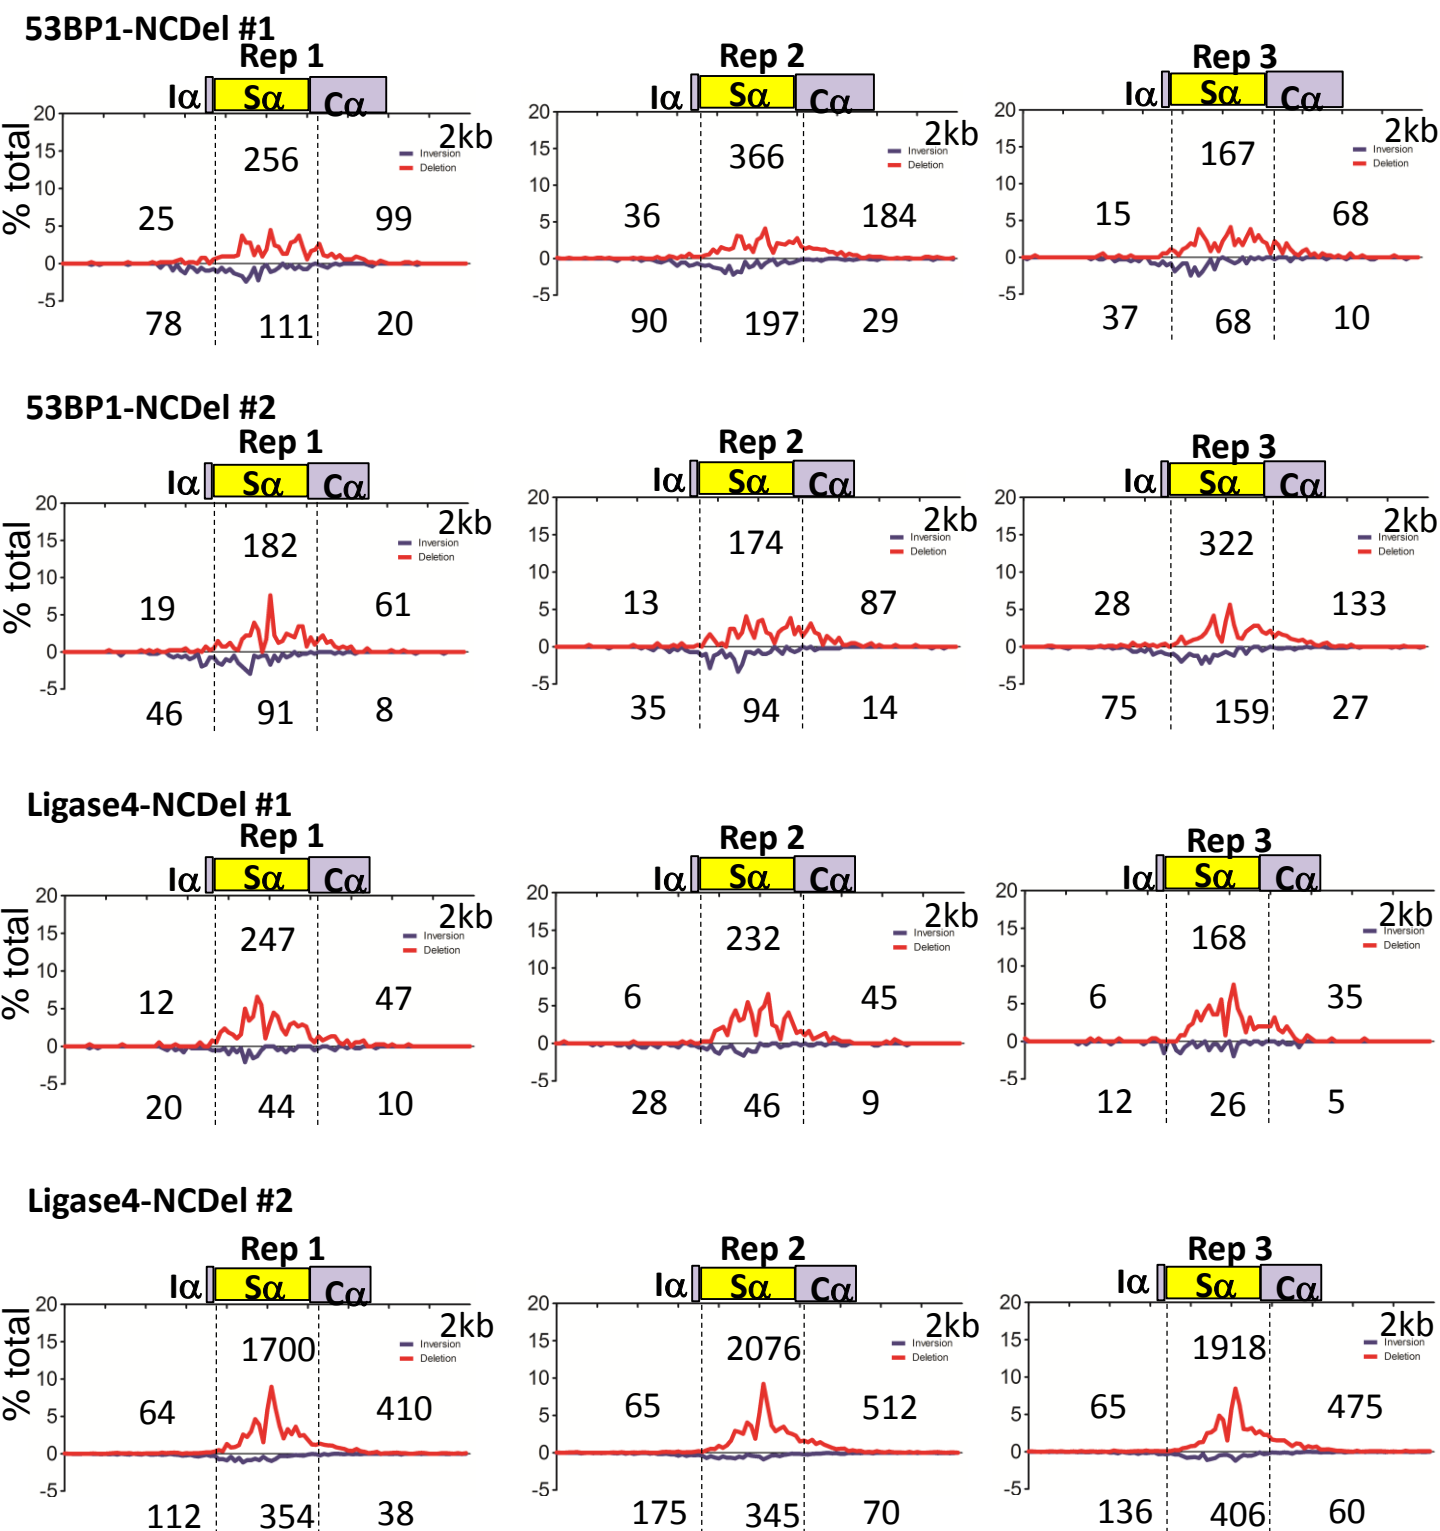 53BP1-NCDel #1
Rep 1 Rep 2 Rep 3
Iα Sα Cα Iα Sα Cα Iα Sα Cα
% total
20 15 10 5 0 -5
2kb
Inversion
Deletion
256
25 99
78 111 20
20 15 10 5 0 -5
2kb
Inversion
Deletion
366
36 184
90 197 29
20 15 10 5 0 -5
2kb
Inversion
Deletion
167
15 68
37 68 10
53BP1-NCDel #2
Rep 1 Rep 2 Rep 3
Iα Sα Cα Iα Sα Cα Iα Sα Cα
% total
20 15 10 5 0 -5
2kb
Inversion
Deletion
182
19 61
46 91 8
20 15 10 5 0 -5
2kb
Inversion
Deletion
174
13 87
35 94 14
20 15 10 5 0 -5
2kb
Inversion
Deletion
322
28 133
75 159 27
Ligase4-NCDel #1
Rep 1 Rep 2 Rep 3
Iα Sα Cα Iα Sα Cα Iα Sα Cα
% total
20 15 10 5 0 -5
2kb
Inversion
Deletion
247
12 47
20 44 10
20 15 10 5 0 -5
2kb
Inversion
Deletion
232
6 45
28 46 9
20 15 10 5 0 -5
2kb
Inversion
Deletion
168
6 35
12 26 5
Ligase4-NCDel #2
Rep 1 Rep 2 Rep 3
Iα Sα Cα Iα Sα Cα Iα Sα Cα
% total
20 15 10 5 0 -5
2kb
Inversion
Deletion
1700
64 410
112 354 38
20 15 10 5 0 -5
2kb
Inversion
Deletion
2076
65 512
175 345 70
20 15 10 5 0 -5
2kb
Inversion
Deletion
1918
65 475
136 406 60